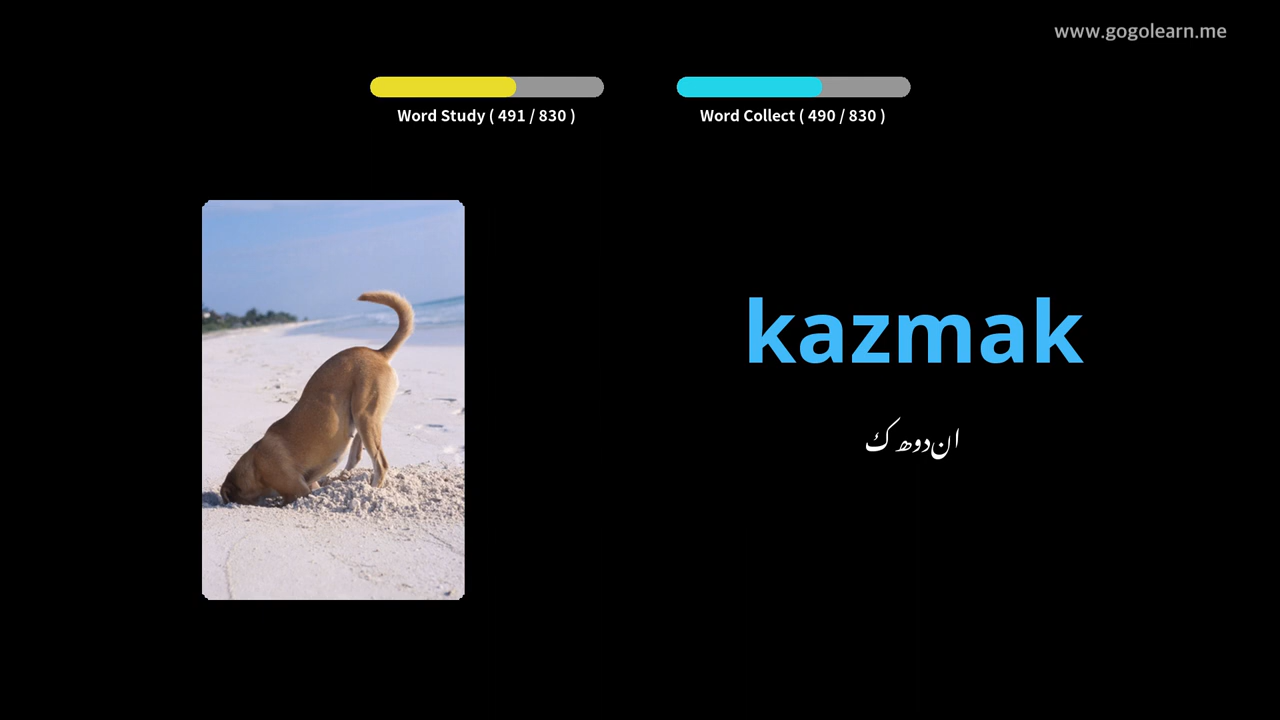 www.gogolearn.me
Word Study ( 491 / 830 )
Word Collect ( 490 / 830 )
kazmak
ان دوھ ک